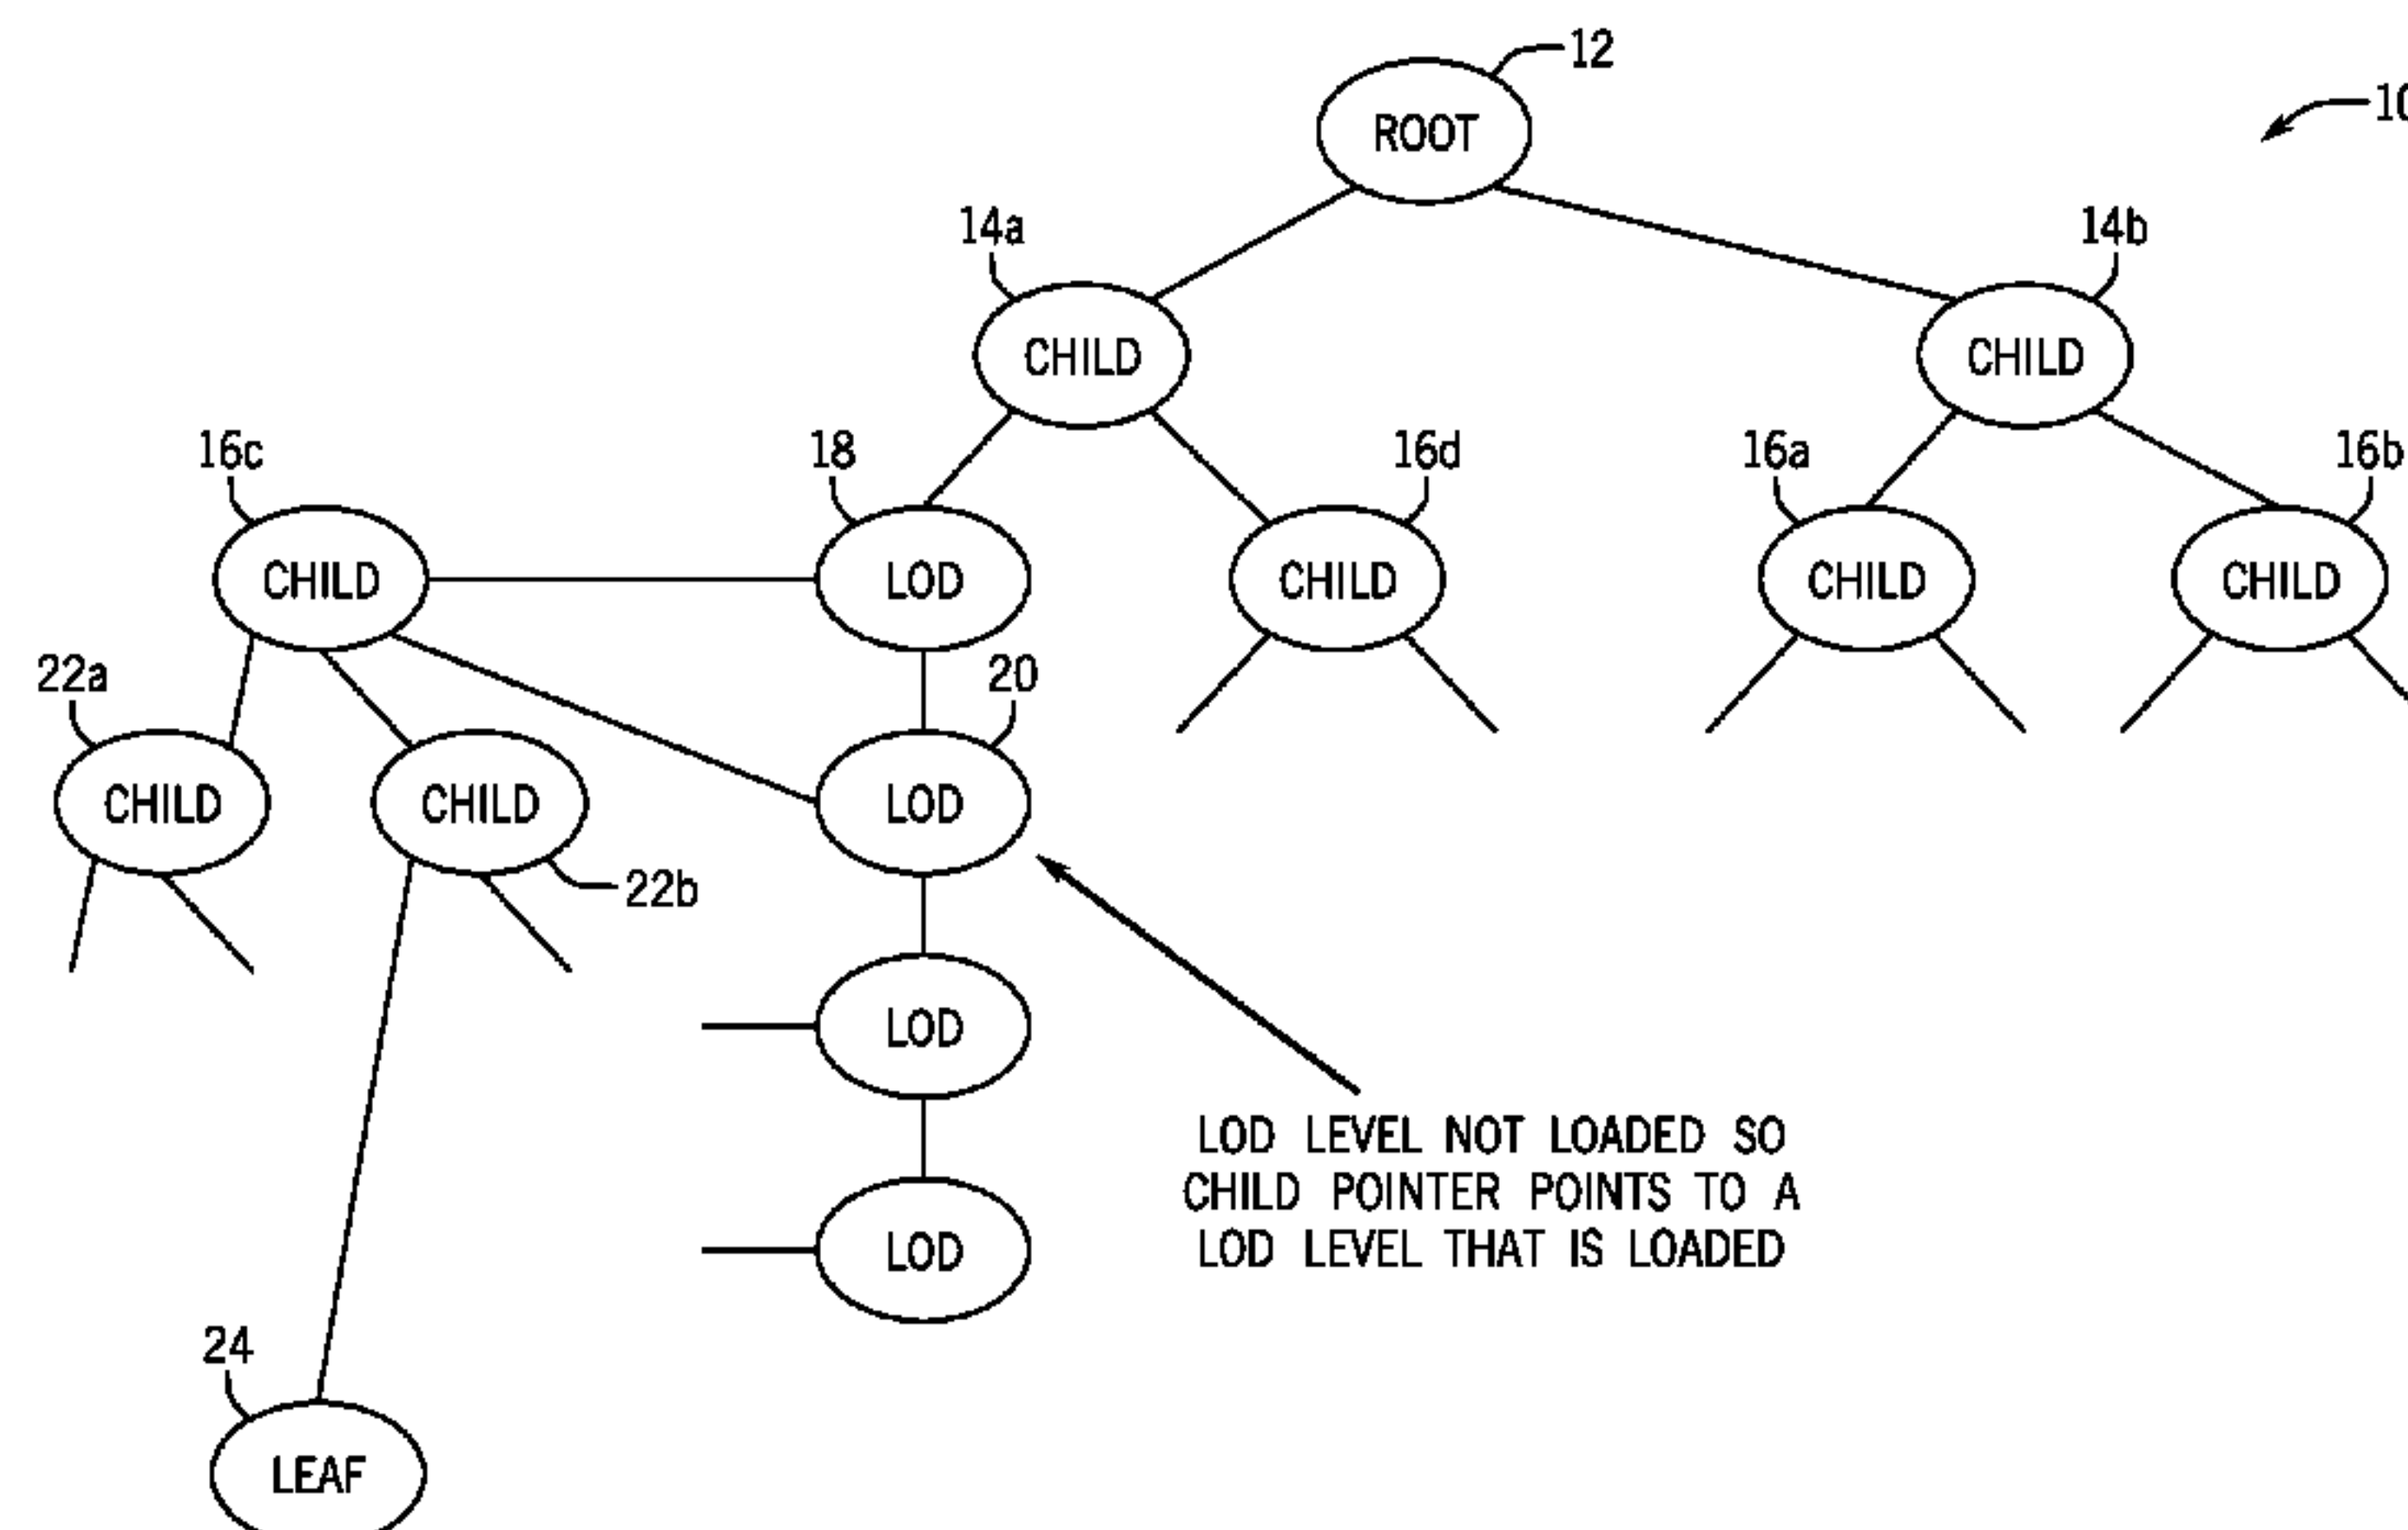 12
ROOT
10
14a
14b
CHILD
CHILD
16c
18
16d
16a
16b
CHILD
LOD
CHILD
CHILD
CHILD
22a
20
CHILD
CHILD
LOD
22b
LOD
LOD LEVEL NOT LOADED SO
CHILD POINTER POINTS TO A
LOD LEVEL THAT IS LOADED
LOD
24
LEAF